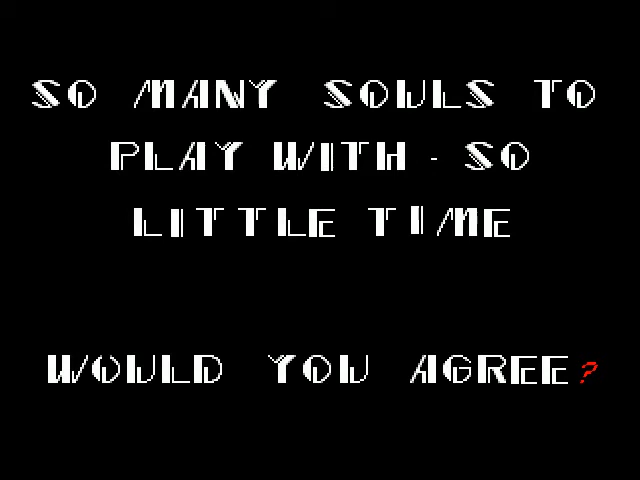 SO MANY SOULS TO
PLAY WITH - SO
LITTLE TIME
WOULD YOU AGREE?